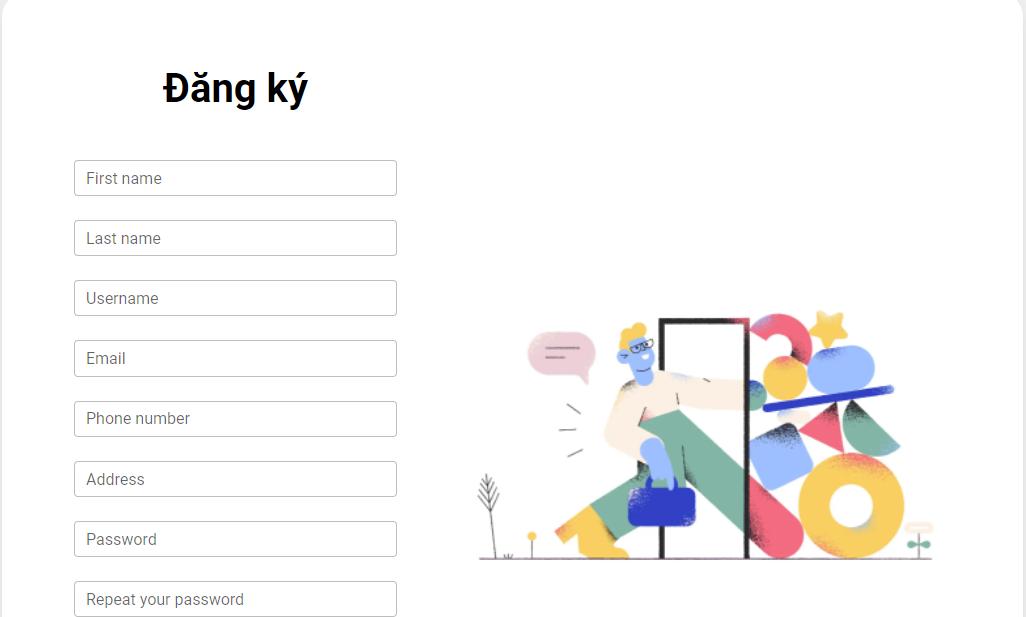 Đăng ký
First name
Last name
Username
Email
Phone number
Address
Password
Repeat your password